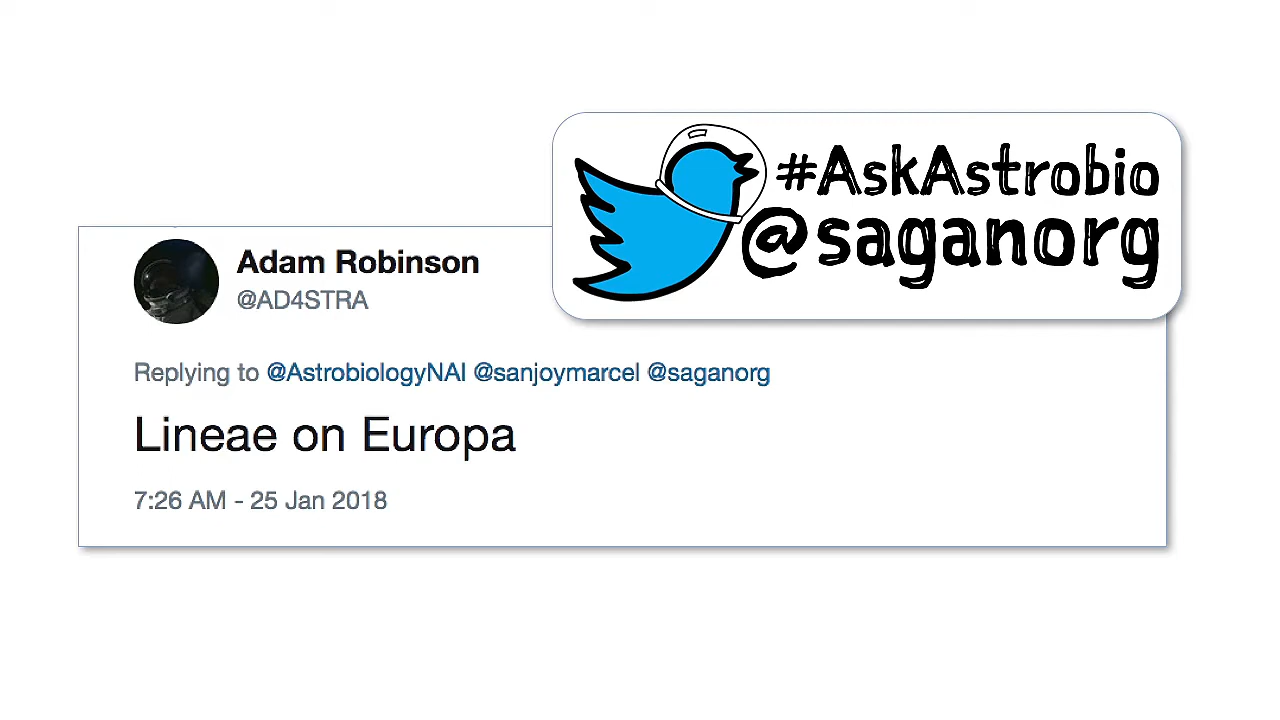 #AskAstrobio
@saganorg
Adam Robinson
@AD4STRA
Replying to @AstrobiologyNAI @sanjoymarcel @saganorg
Lineae on Europa
7:26 AM - 25 Jan 2018